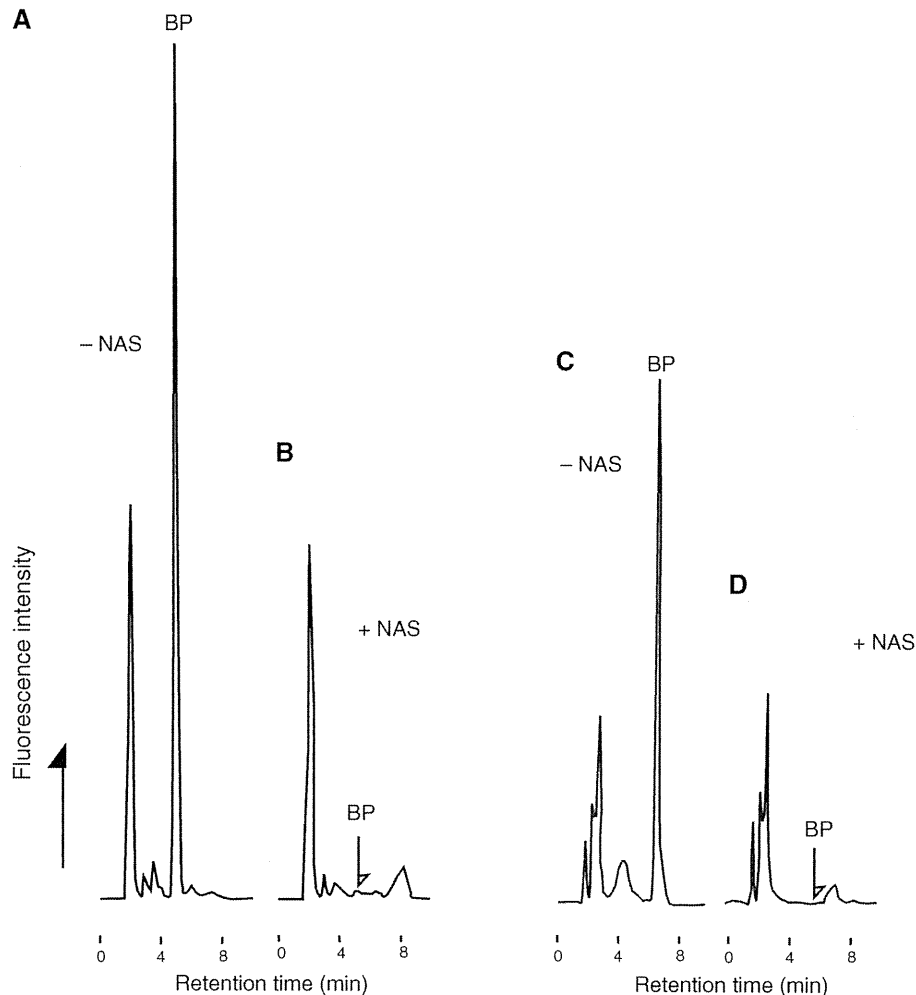 A
BP
– NAS
B
+ NAS
BP
Fluorescence intensity
0 4 8
0 4 8
Retention time (min)
C
BP
– NAS
D
+ NAS
BP
0 4 8
0 4 8
Retention time (min)